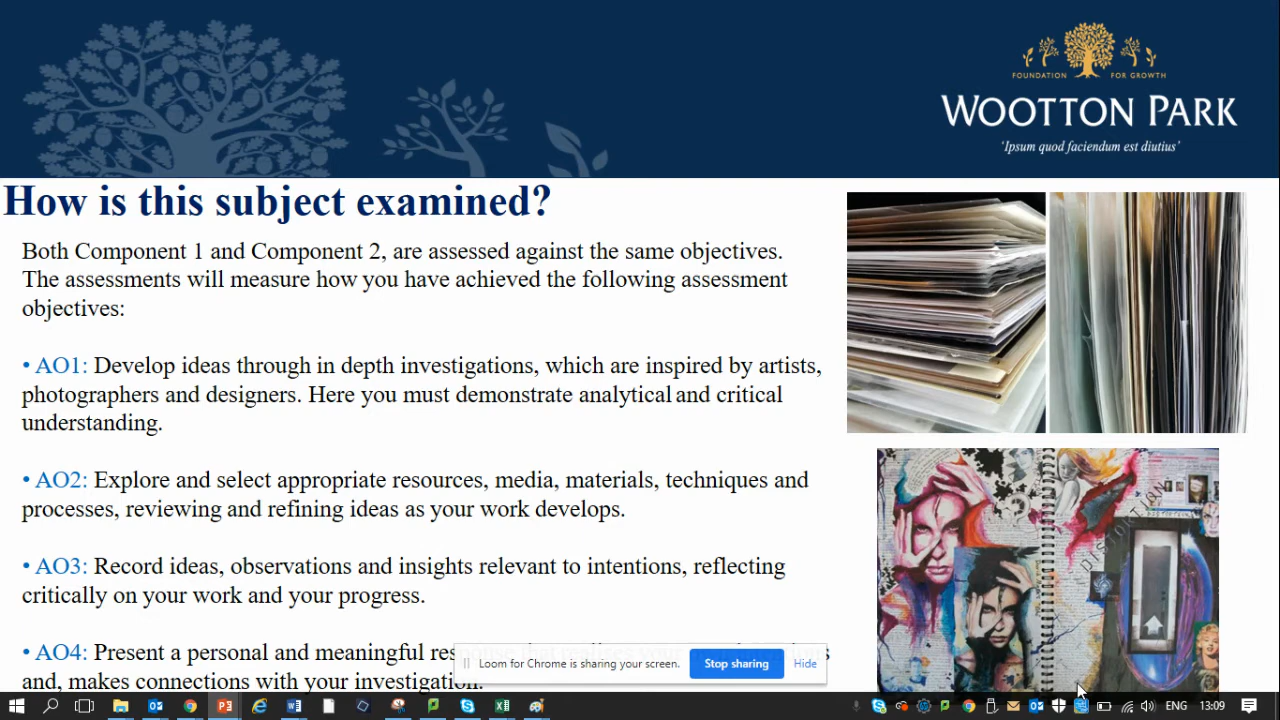 FOUNDATION FOR GROWTH
WOOTTON PARK
'Ipsum quod faciendum est diutius'
How is this subject examined?
Both Component 1 and Component 2, are assessed against the same objectives.
The assessments will measure how you have achieved the following assessment
objectives:
• AO1: Develop ideas through in depth investigations, which are inspired by artists,
photographers and designers. Here you must demonstrate analytical and critical
understanding.
• AO2: Explore and select appropriate resources, media, materials, techniques and
processes, reviewing and refining ideas as your work develops.
• AO3: Record ideas, observations and insights relevant to intentions, reflecting
critically on your work and your progress.
• AO4: Present a personal and meaningful
and, makes connections with your investigation.
DISTORTION
Loom for Chrome is sharing your screen. Stop sharing Hide
ENG 13:09